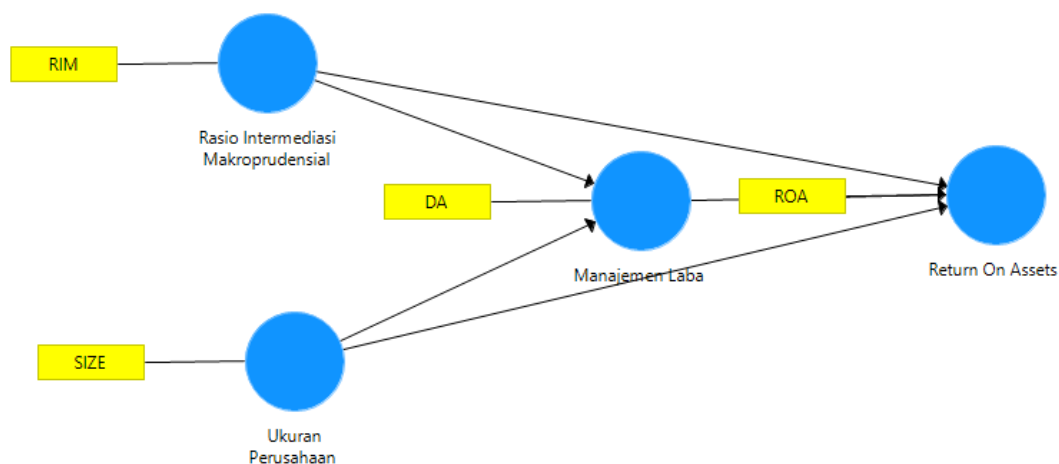 RIM
Rasio Intermediasi
Makroprudensial
DA
ROA
Manajemen Laba
Return On Assets
SIZE
Ukuran
Perusahaan